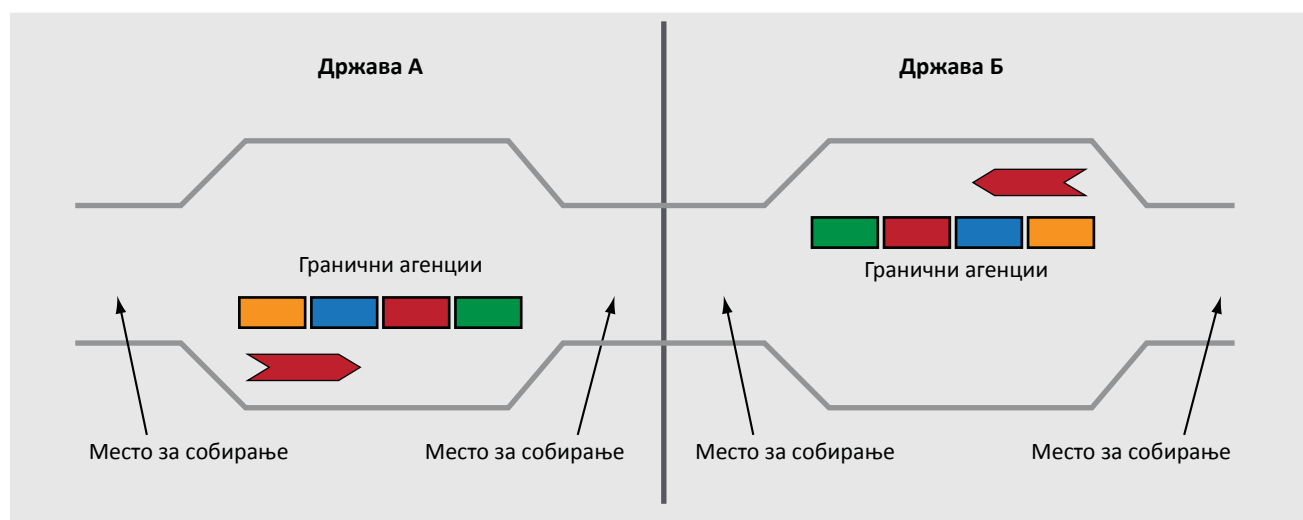 Држава А
Држава Б
Гранични агенции
Гранични агенции
Место за собирање
Место за собирање
Место за собирање
Место за собирање